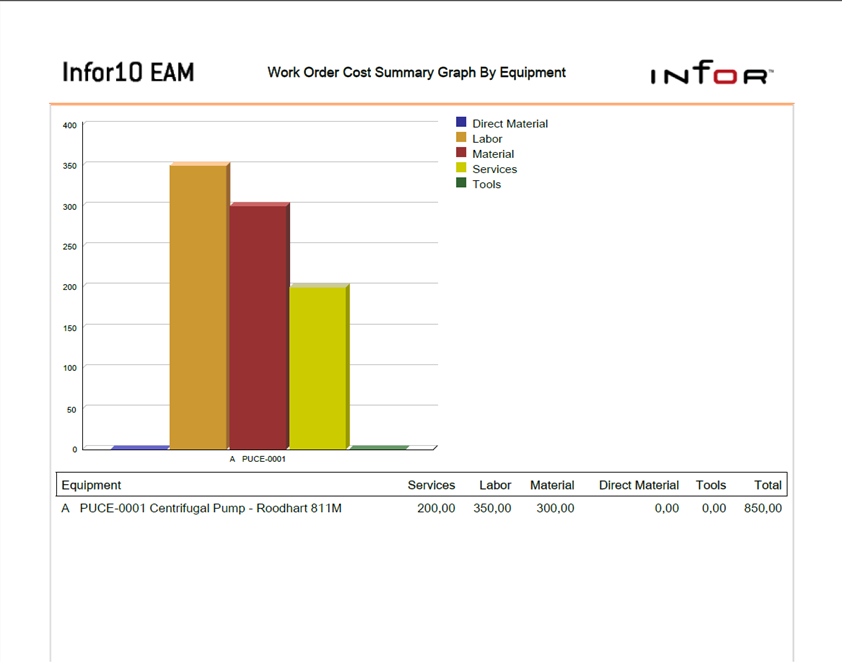 Infor10 EAM
Work Order Cost Summary Graph By Equipment
INFOR™
400
350
300
250
200
150
100
50
0
A PUCE-0001
Direct Material
Labor
Material
Services
Tools
Equipment Services Labor Material Direct Material Tools Total
A PUCE-0001 Centrifugal Pump - Roodhart 811M 200,00 350,00 300,00 0,00 0,00 850,00